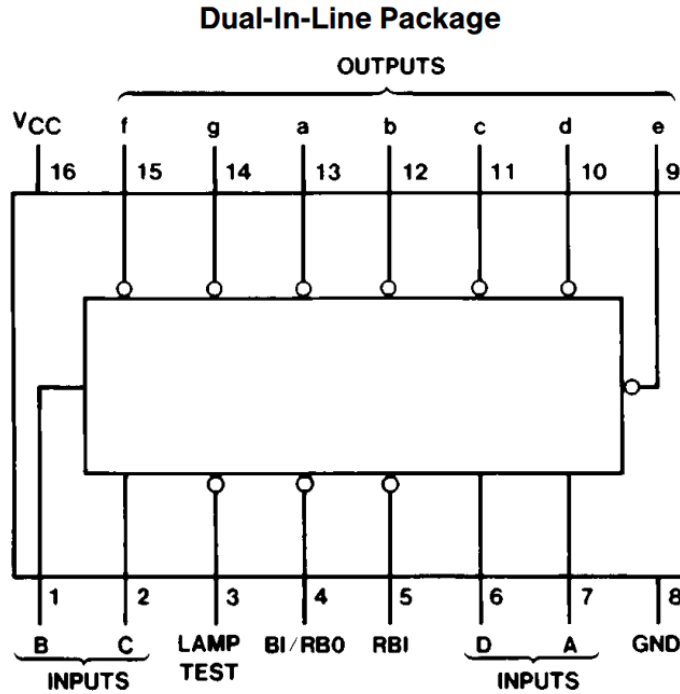 Dual-In-Line Package
OUTPUTS
VCC f g a b c d e
16 15 14 13 12 11 10 9
1 2 3 4 5 6 7 8
B C LAMP TEST BI/RBO RBI D A GND
INPUTS INPUTS